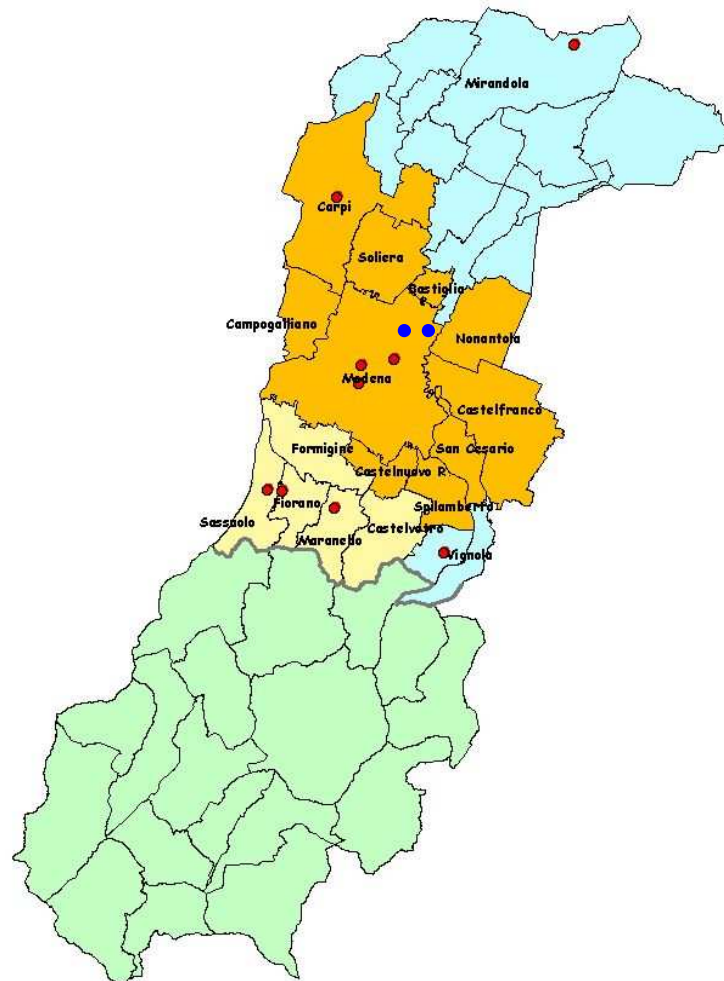 Mirandola
Carpi
Soliera
Bastiglia
Campogalliano
Nonantola
Modena
Castelfranco
Formigine
San Cesario
Castelnuovo R
Fiorano
Spilamberto
Sassuolo
Castelvetro
Maranello
Vignola